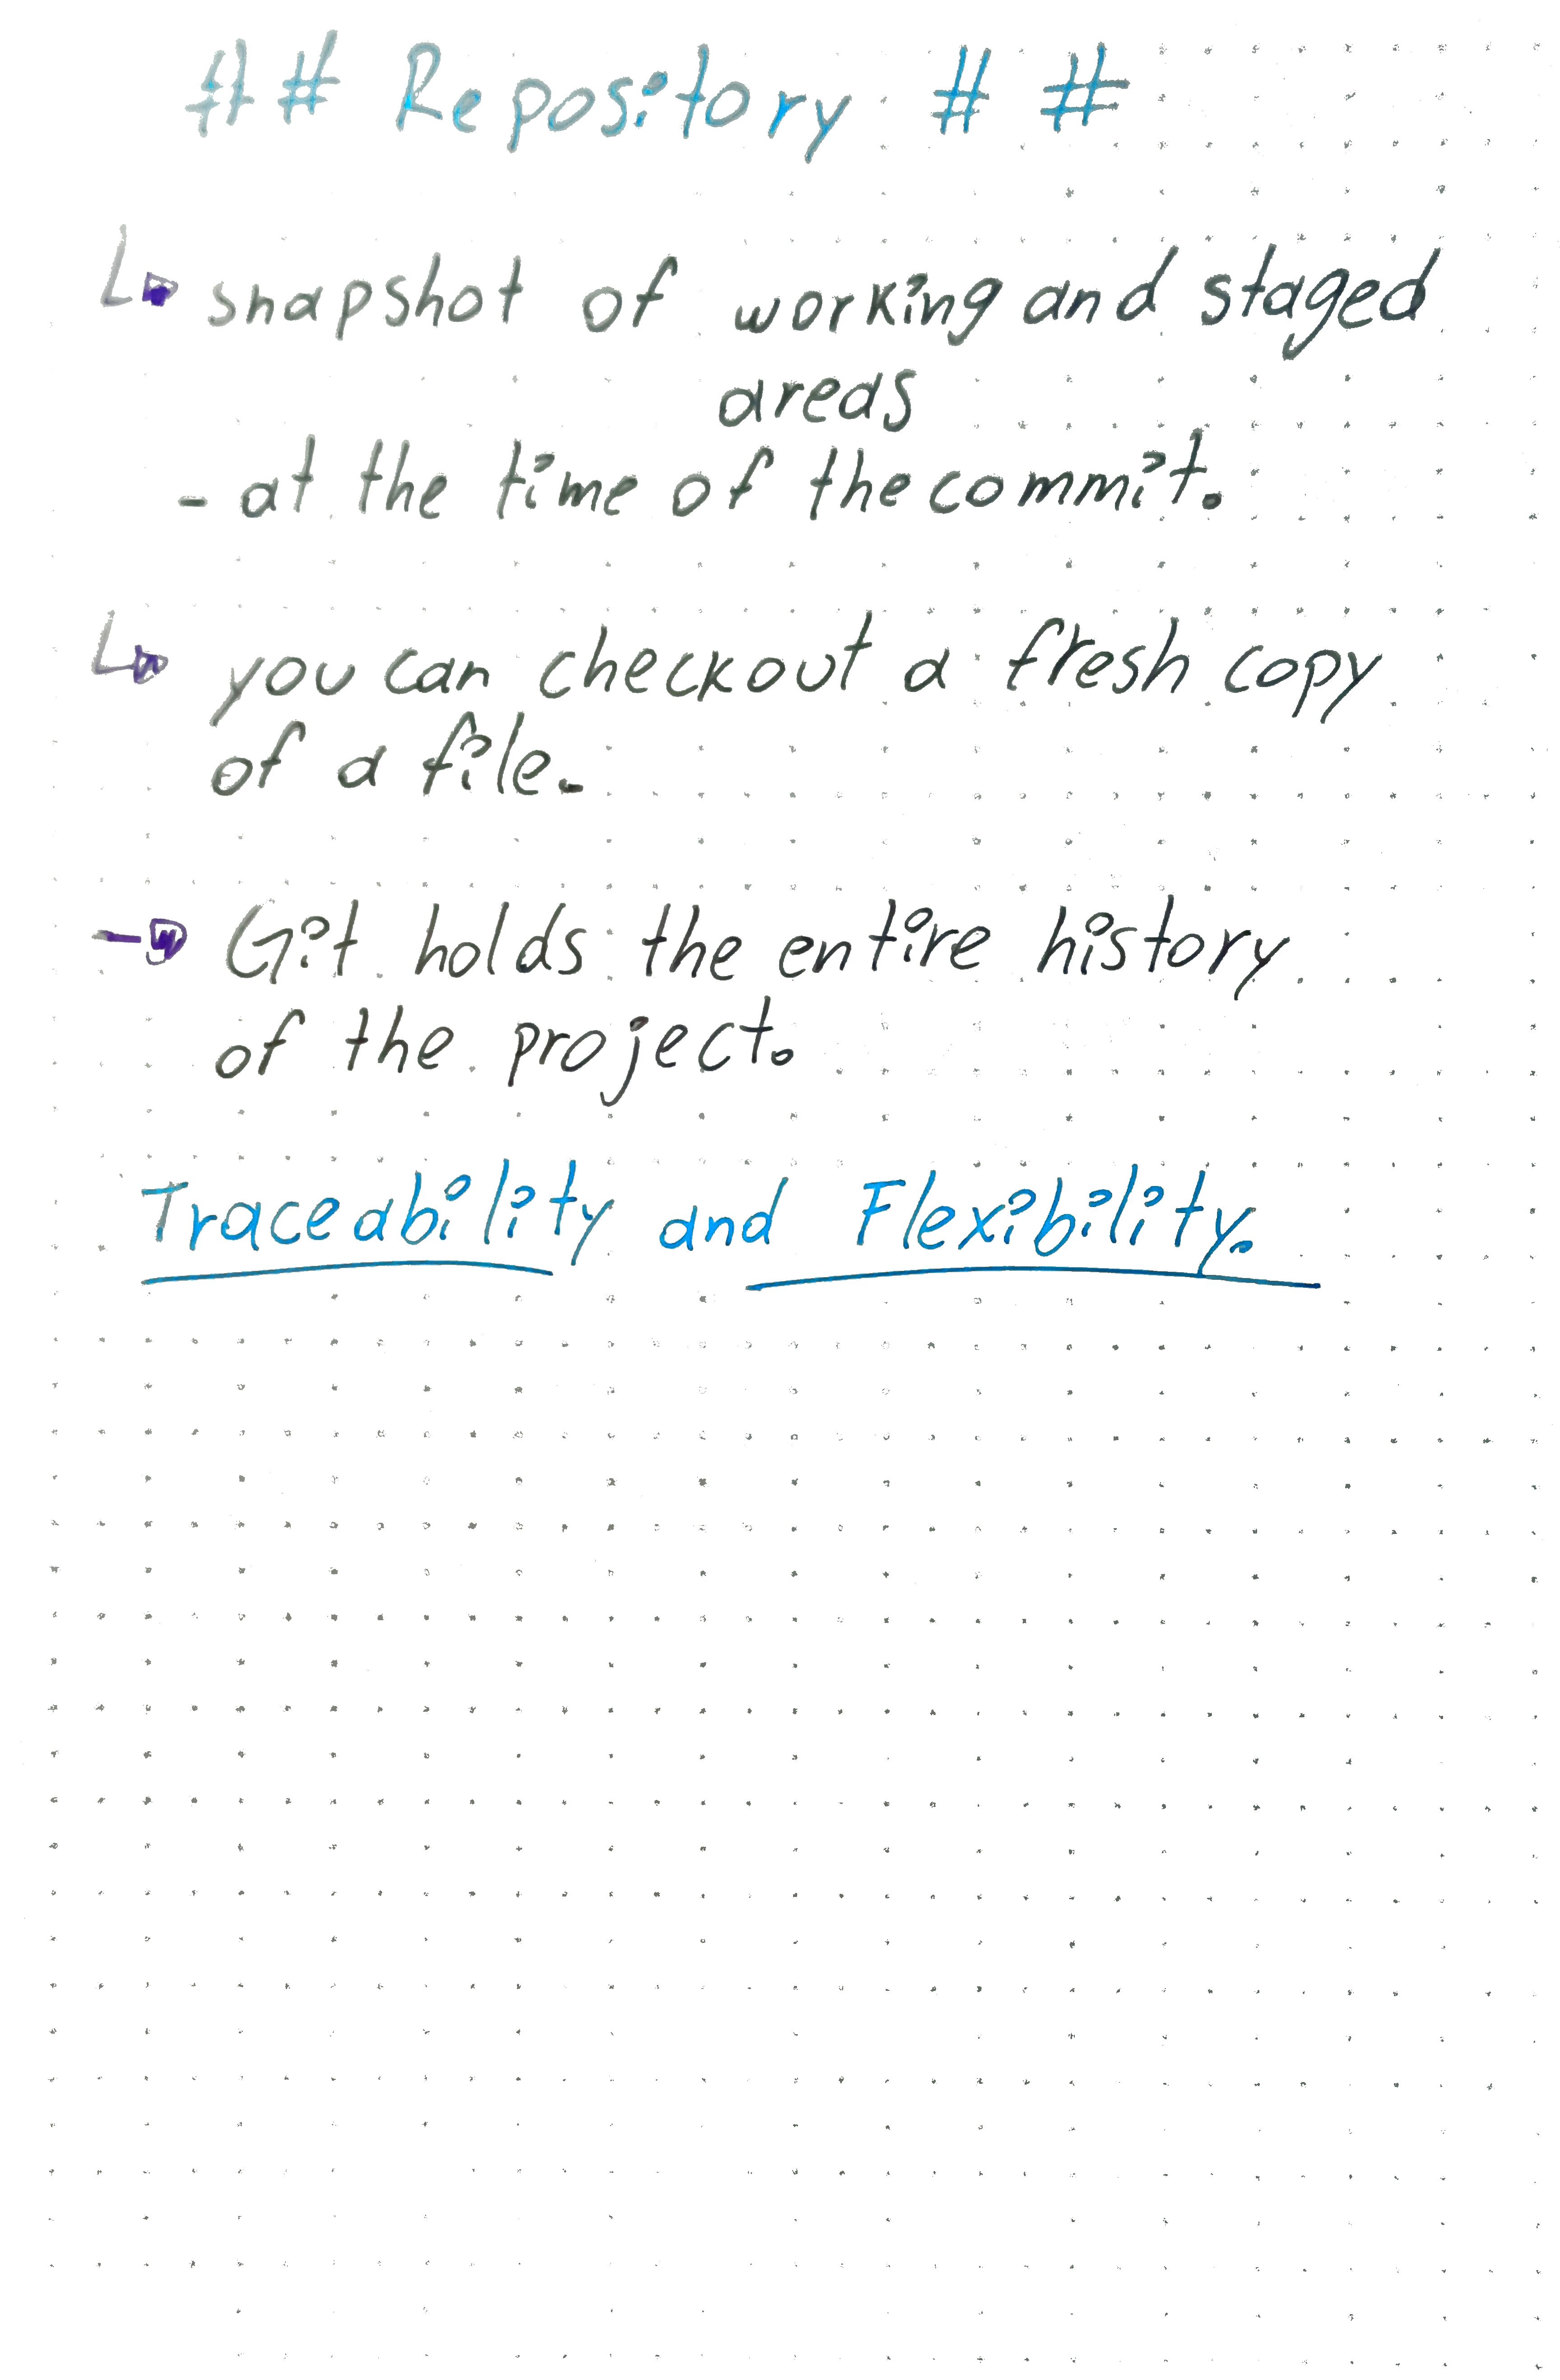 ## Repository ##
↳ snapshot of working and staged
areas
- at the time of the commit.
↳ you can checkout a fresh copy
of a file.
→ Git holds the entire history
of the project.
Traceability and Flexibility.